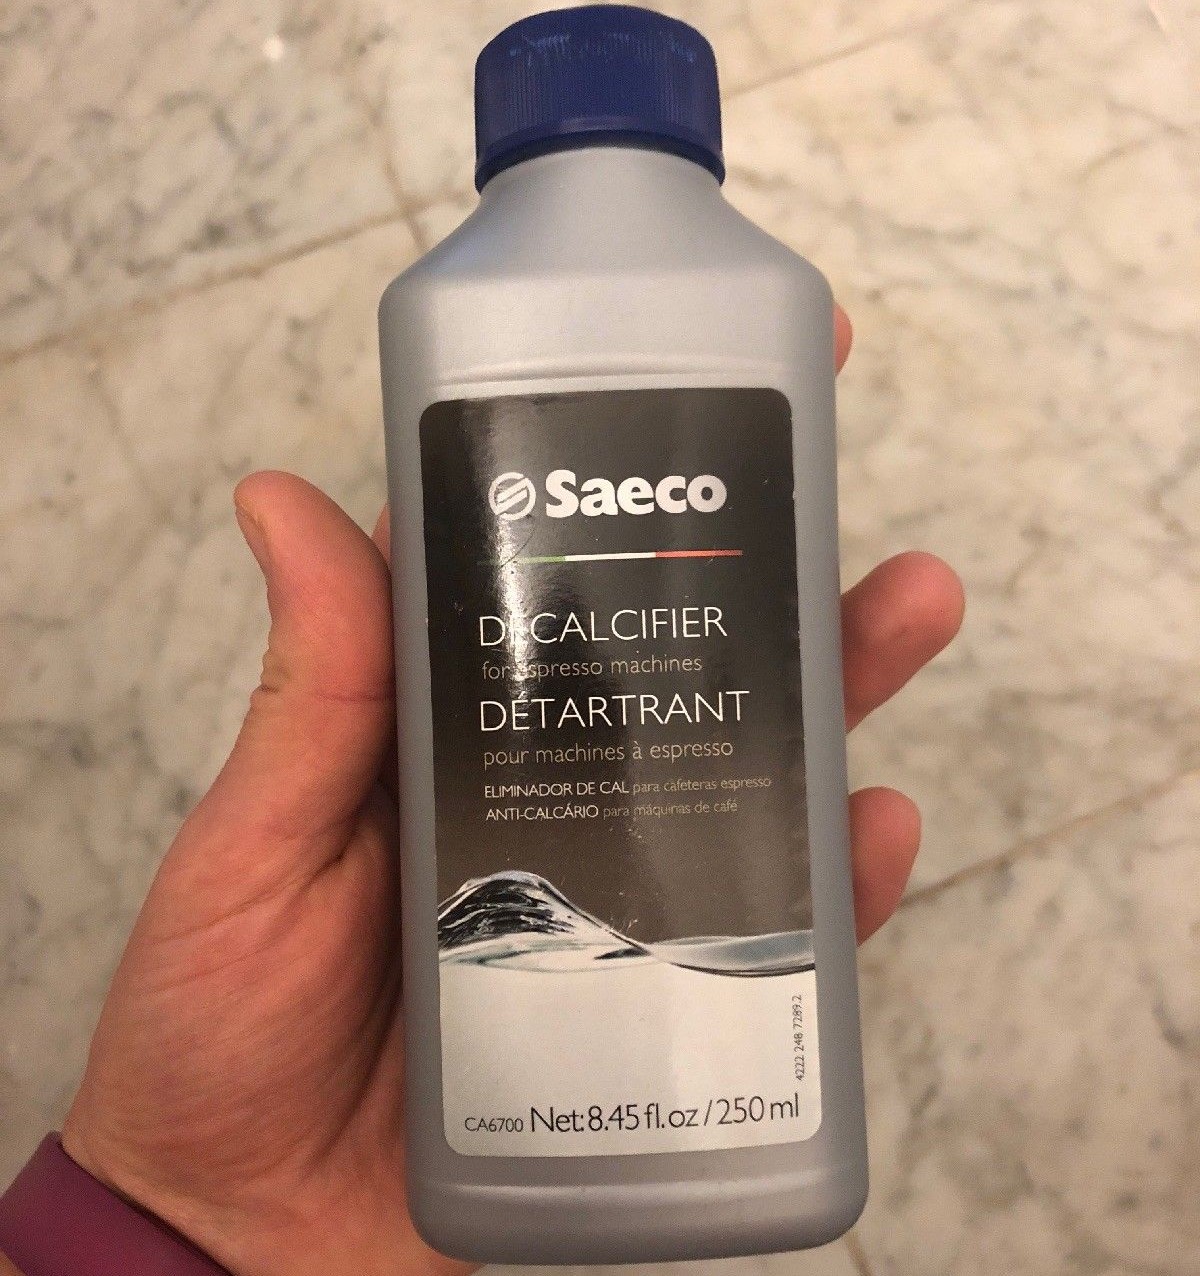 Saeco
DECALCIFIER
for espresso machines
DÉTARTRANT
pour machines à espresso
ELIMINADOR DE CAL para cafeteras espresso
ANTI-CALCÁRIO para máquinas de café
4222 248 7289.2
CA6700 Net:8.45 fl.oz/250 ml